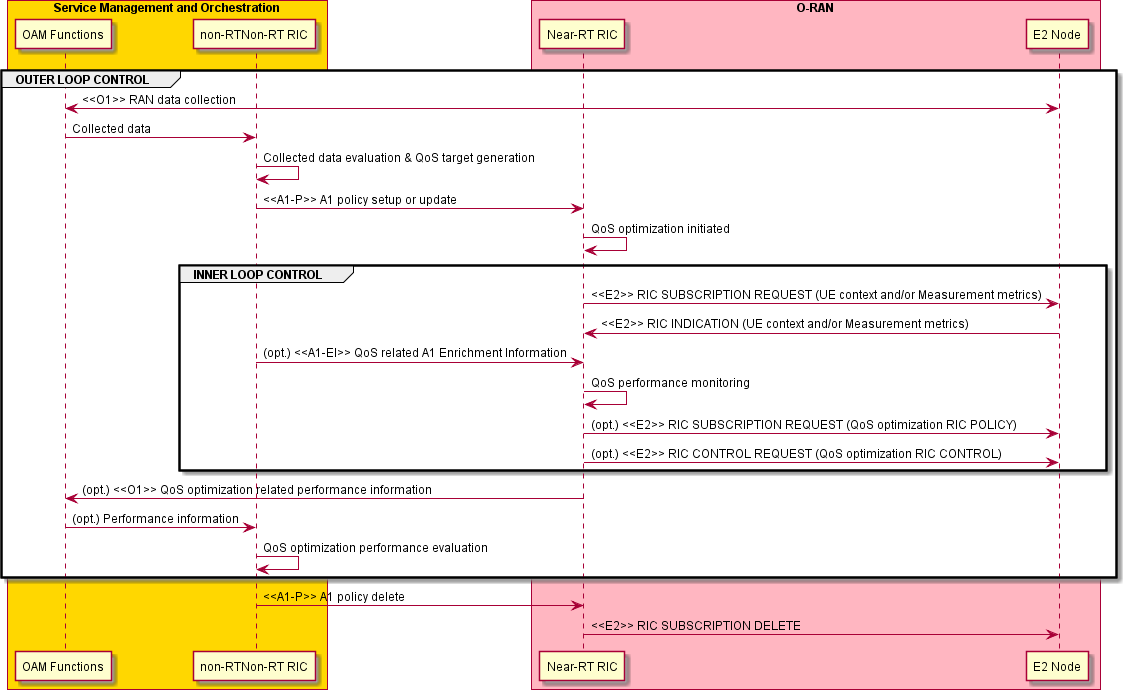 Service Management and Orchestration
O-RAN
OAM Functions
non-RTNon-RT RIC
Near-RT RIC
E2 Node
OUTER LOOP CONTROL
<<O1>> RAN data collection
Collected data
Collected data evaluation & QoS target generation
<<A1-P>> A1 policy setup or update
QoS optimization initiated
INNER LOOP CONTROL
<<E2>> RIC SUBSCRIPTION REQUEST (UE context and/or Measurement metrics)
<<E2>> RIC INDICATION (UE context and/or Measurement metrics)
(opt.) <<A1-EI>> QoS related A1 Enrichment Information
QoS performance monitoring
(opt.) <<E2>> RIC SUBSCRIPTION REQUEST (QoS optimization RIC POLICY)
(opt.) <<E2>> RIC CONTROL REQUEST (QoS optimization RIC CONTROL)
(opt.) <<O1>> QoS optimization related performance information
(opt.) Performance information
QoS optimization performance evaluation
<<A1-P>> A1 policy delete
<<E2>> RIC SUBSCRIPTION DELETE
OAM Functions
non-RTNon-RT RIC
Near-RT RIC
E2 Node